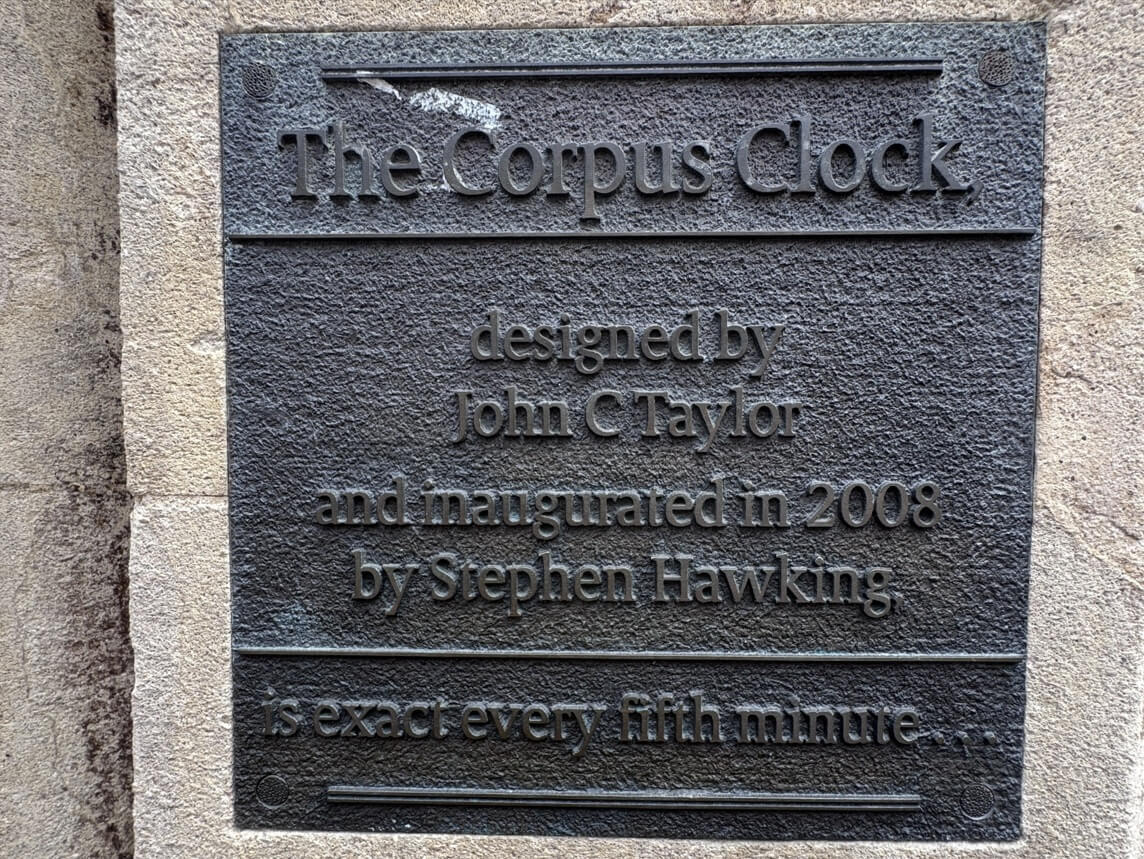 The Corpus Clock,
designed by
John C Taylor
and inaugurated in 2008
by Stephen Hawking,
is exact every fifth minute . . .